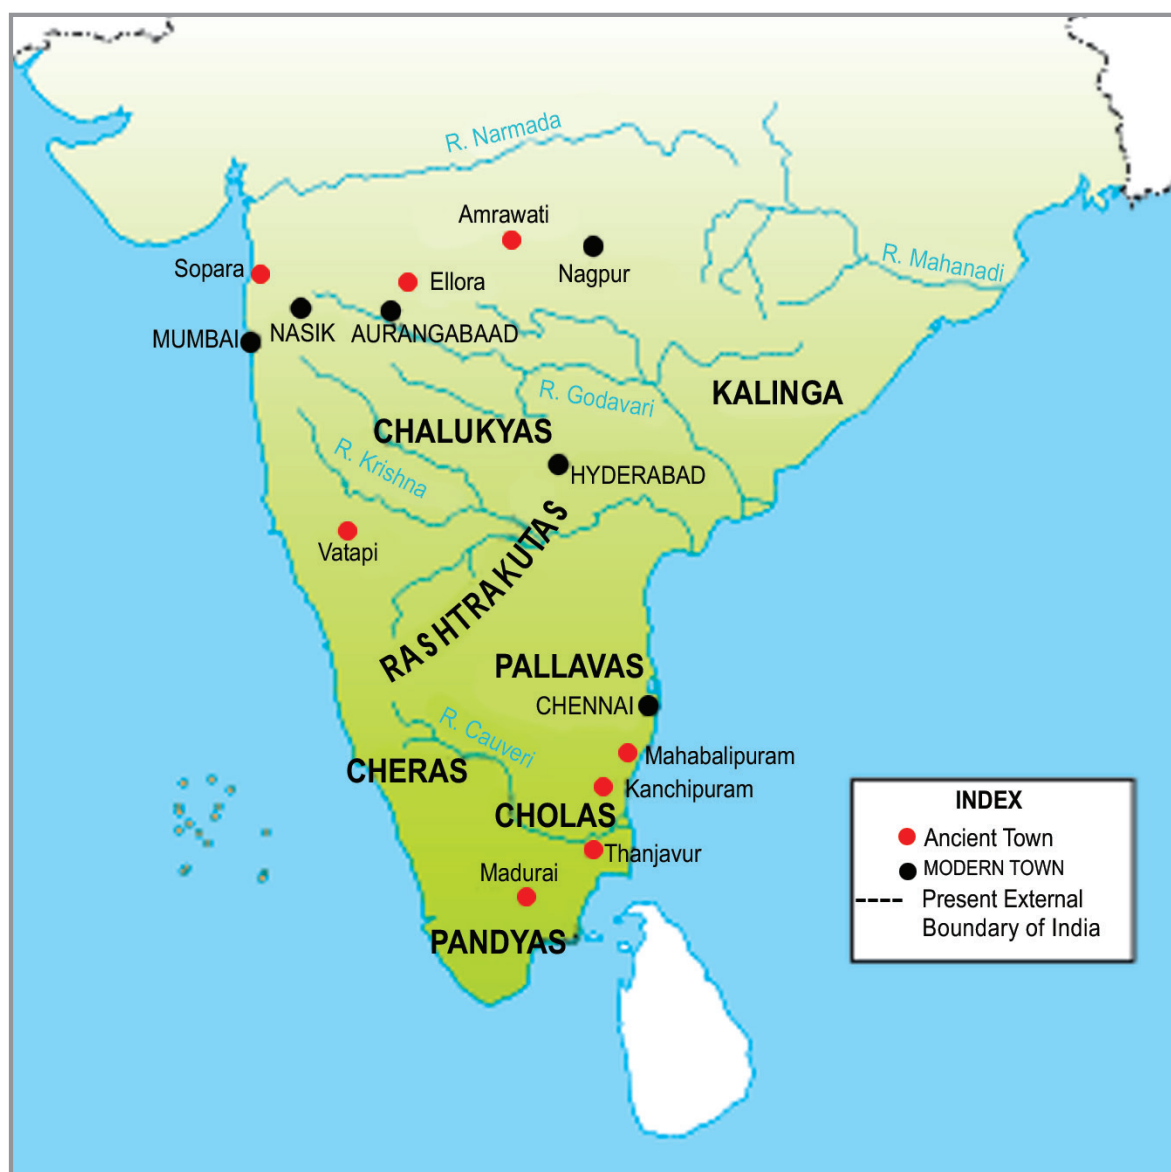 R. Narmada
Amrawati
Nagpur
Sopara
Ellora
R. Mahanadi
NASIK
AURANGABAAD
MUMBAI
R. Godavari
KALINGA
CHALUKYAS
R. Krishna
HYDERABAD
Vatapi
RASHTRAKUTAS
PALLAVAS
CHENNAI
R. Cauveri
Mahabalipuram
CHERAS
Kanchipuram
CHOLAS
Thanjavur
Madurai
PANDYAS
INDEX
Ancient Town
MODERN TOWN
Present External
Boundary of India